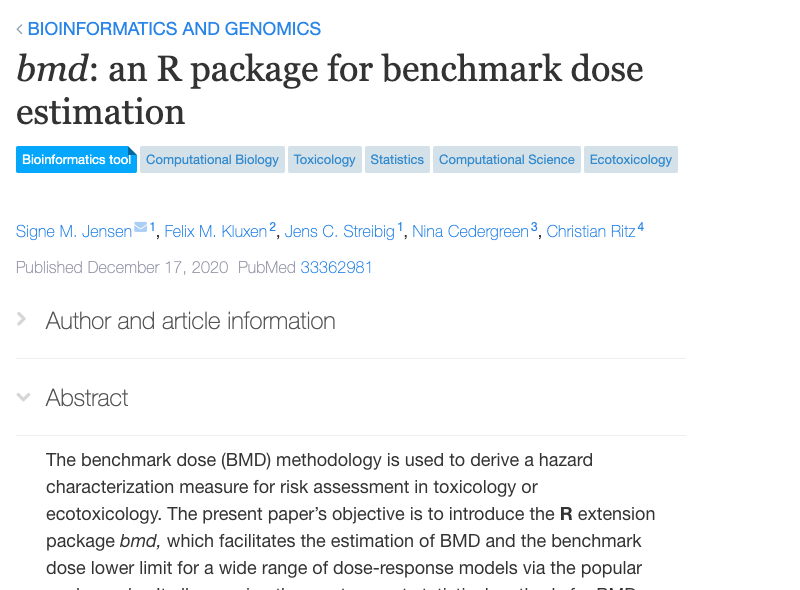 ‹ BIOINFORMATICS AND GENOMICS
bmd: an R package for benchmark dose
estimation
Bioinformatics tool Computational Biology Toxicology Statistics Computational Science Ecotoxicology
Signe M. Jensen 1, Felix M. Kluxen 2, Jens C. Streibig 1, Nina Cedergreen 3, Christian Ritz 4
Published December 17, 2020 PubMed 33362981
Author and article information
Abstract
The benchmark dose (BMD) methodology is used to derive a hazard
characterization measure for risk assessment in toxicology or
ecotoxicology. The present paper's objective is to introduce the R extension
package bmd, which facilitates the estimation of BMD and the benchmark
dose lower limit for a wide range of dose-response models via the popular